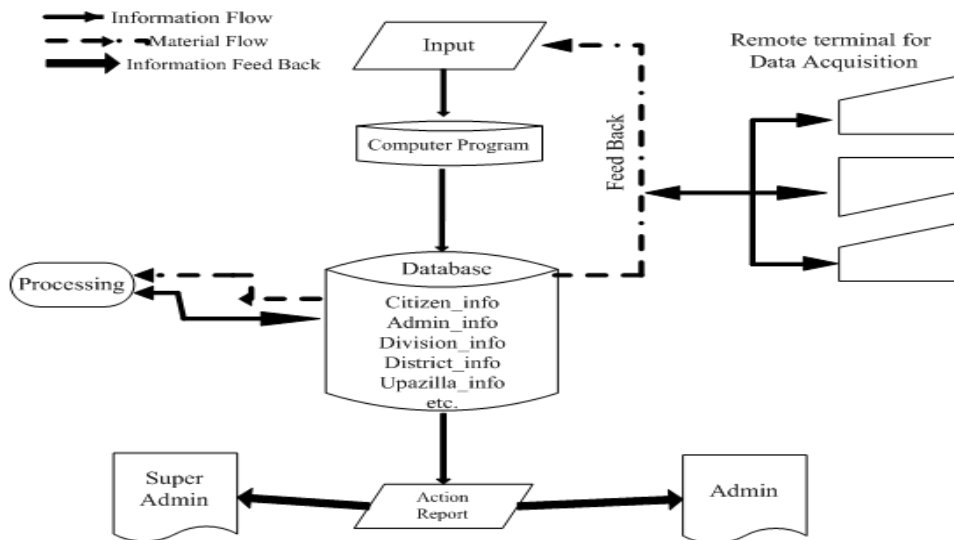 Information Flow
Material Flow
Information Feed Back
Input
Remote terminal for
Data Acquisition
Computer Program
Feed Back
Database
Citizen_info
Admin_info
Division_info
District_info
Upazilla_info
etc.
Processing
Super
Admin
Action
Report
Admin